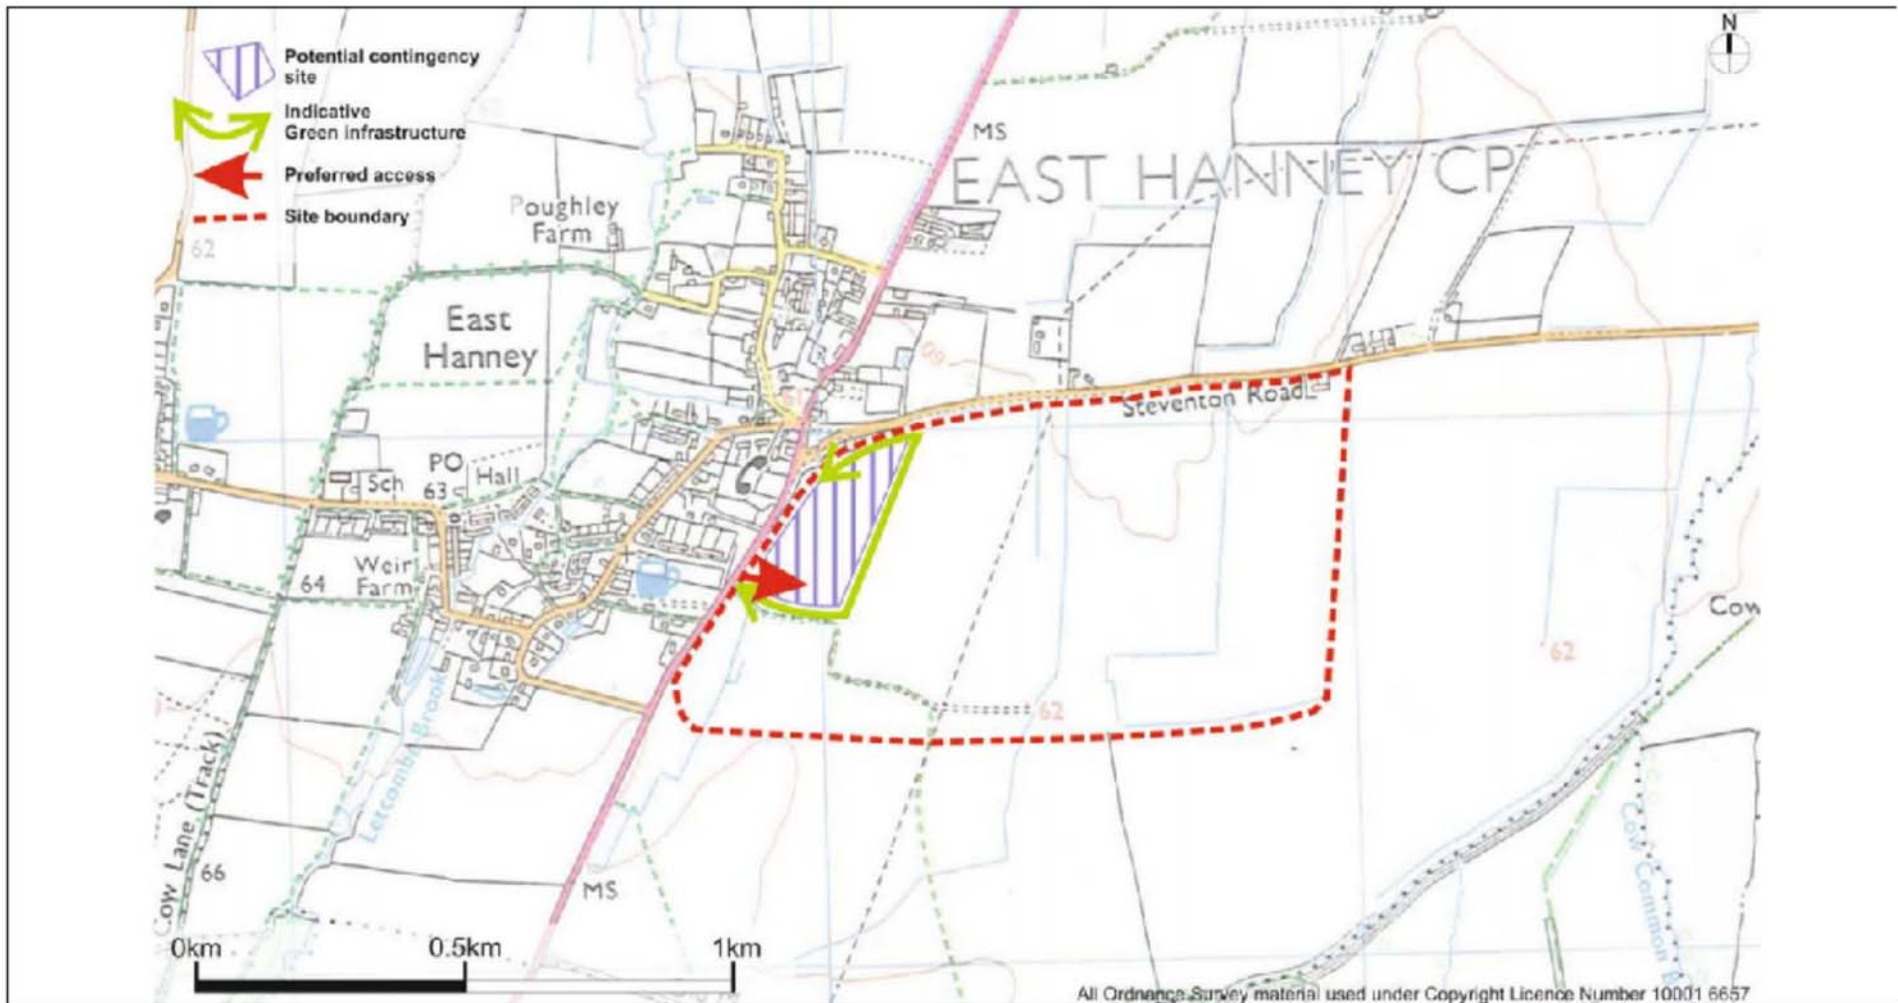 Potential contingency
site
Indicative
Green infrastructure
Preferred access
Site boundary
N
MS
EAST HANNEY CP
Poughley
Farm
62
East
Hanney
60
61
Steventon Road
PO
Hall
Sch
63
Weir
Farm
64
Cow
62
62
Letcombe Brook
Cow Lane (Track)
66
MS
Cow Common B
0km
0.5km
1km
All Ordnance Survey material used under Copyright Licence Number 10001 6657